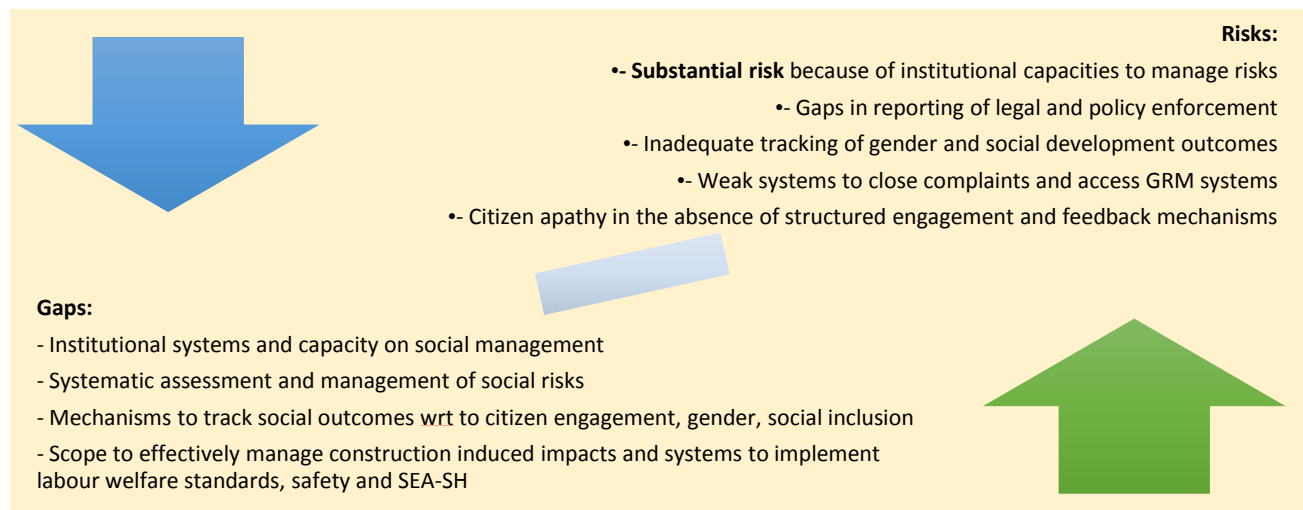 Risks:
•- Substantial risk because of institutional capacities to manage risks
•- Gaps in reporting of legal and policy enforcement
•- Inadequate tracking of gender and social development outcomes
•- Weak systems to close complaints and access GRM systems
•- Citizen apathy in the absence of structured engagement and feedback mechanisms
Gaps:
- Institutional systems and capacity on social management
- Systematic assessment and management of social risks
- Mechanisms to track social outcomes wrt to citizen engagement, gender, social inclusion
- Scope to effectively manage construction induced impacts and systems to implement
labour welfare standards, safety and SEA-SH